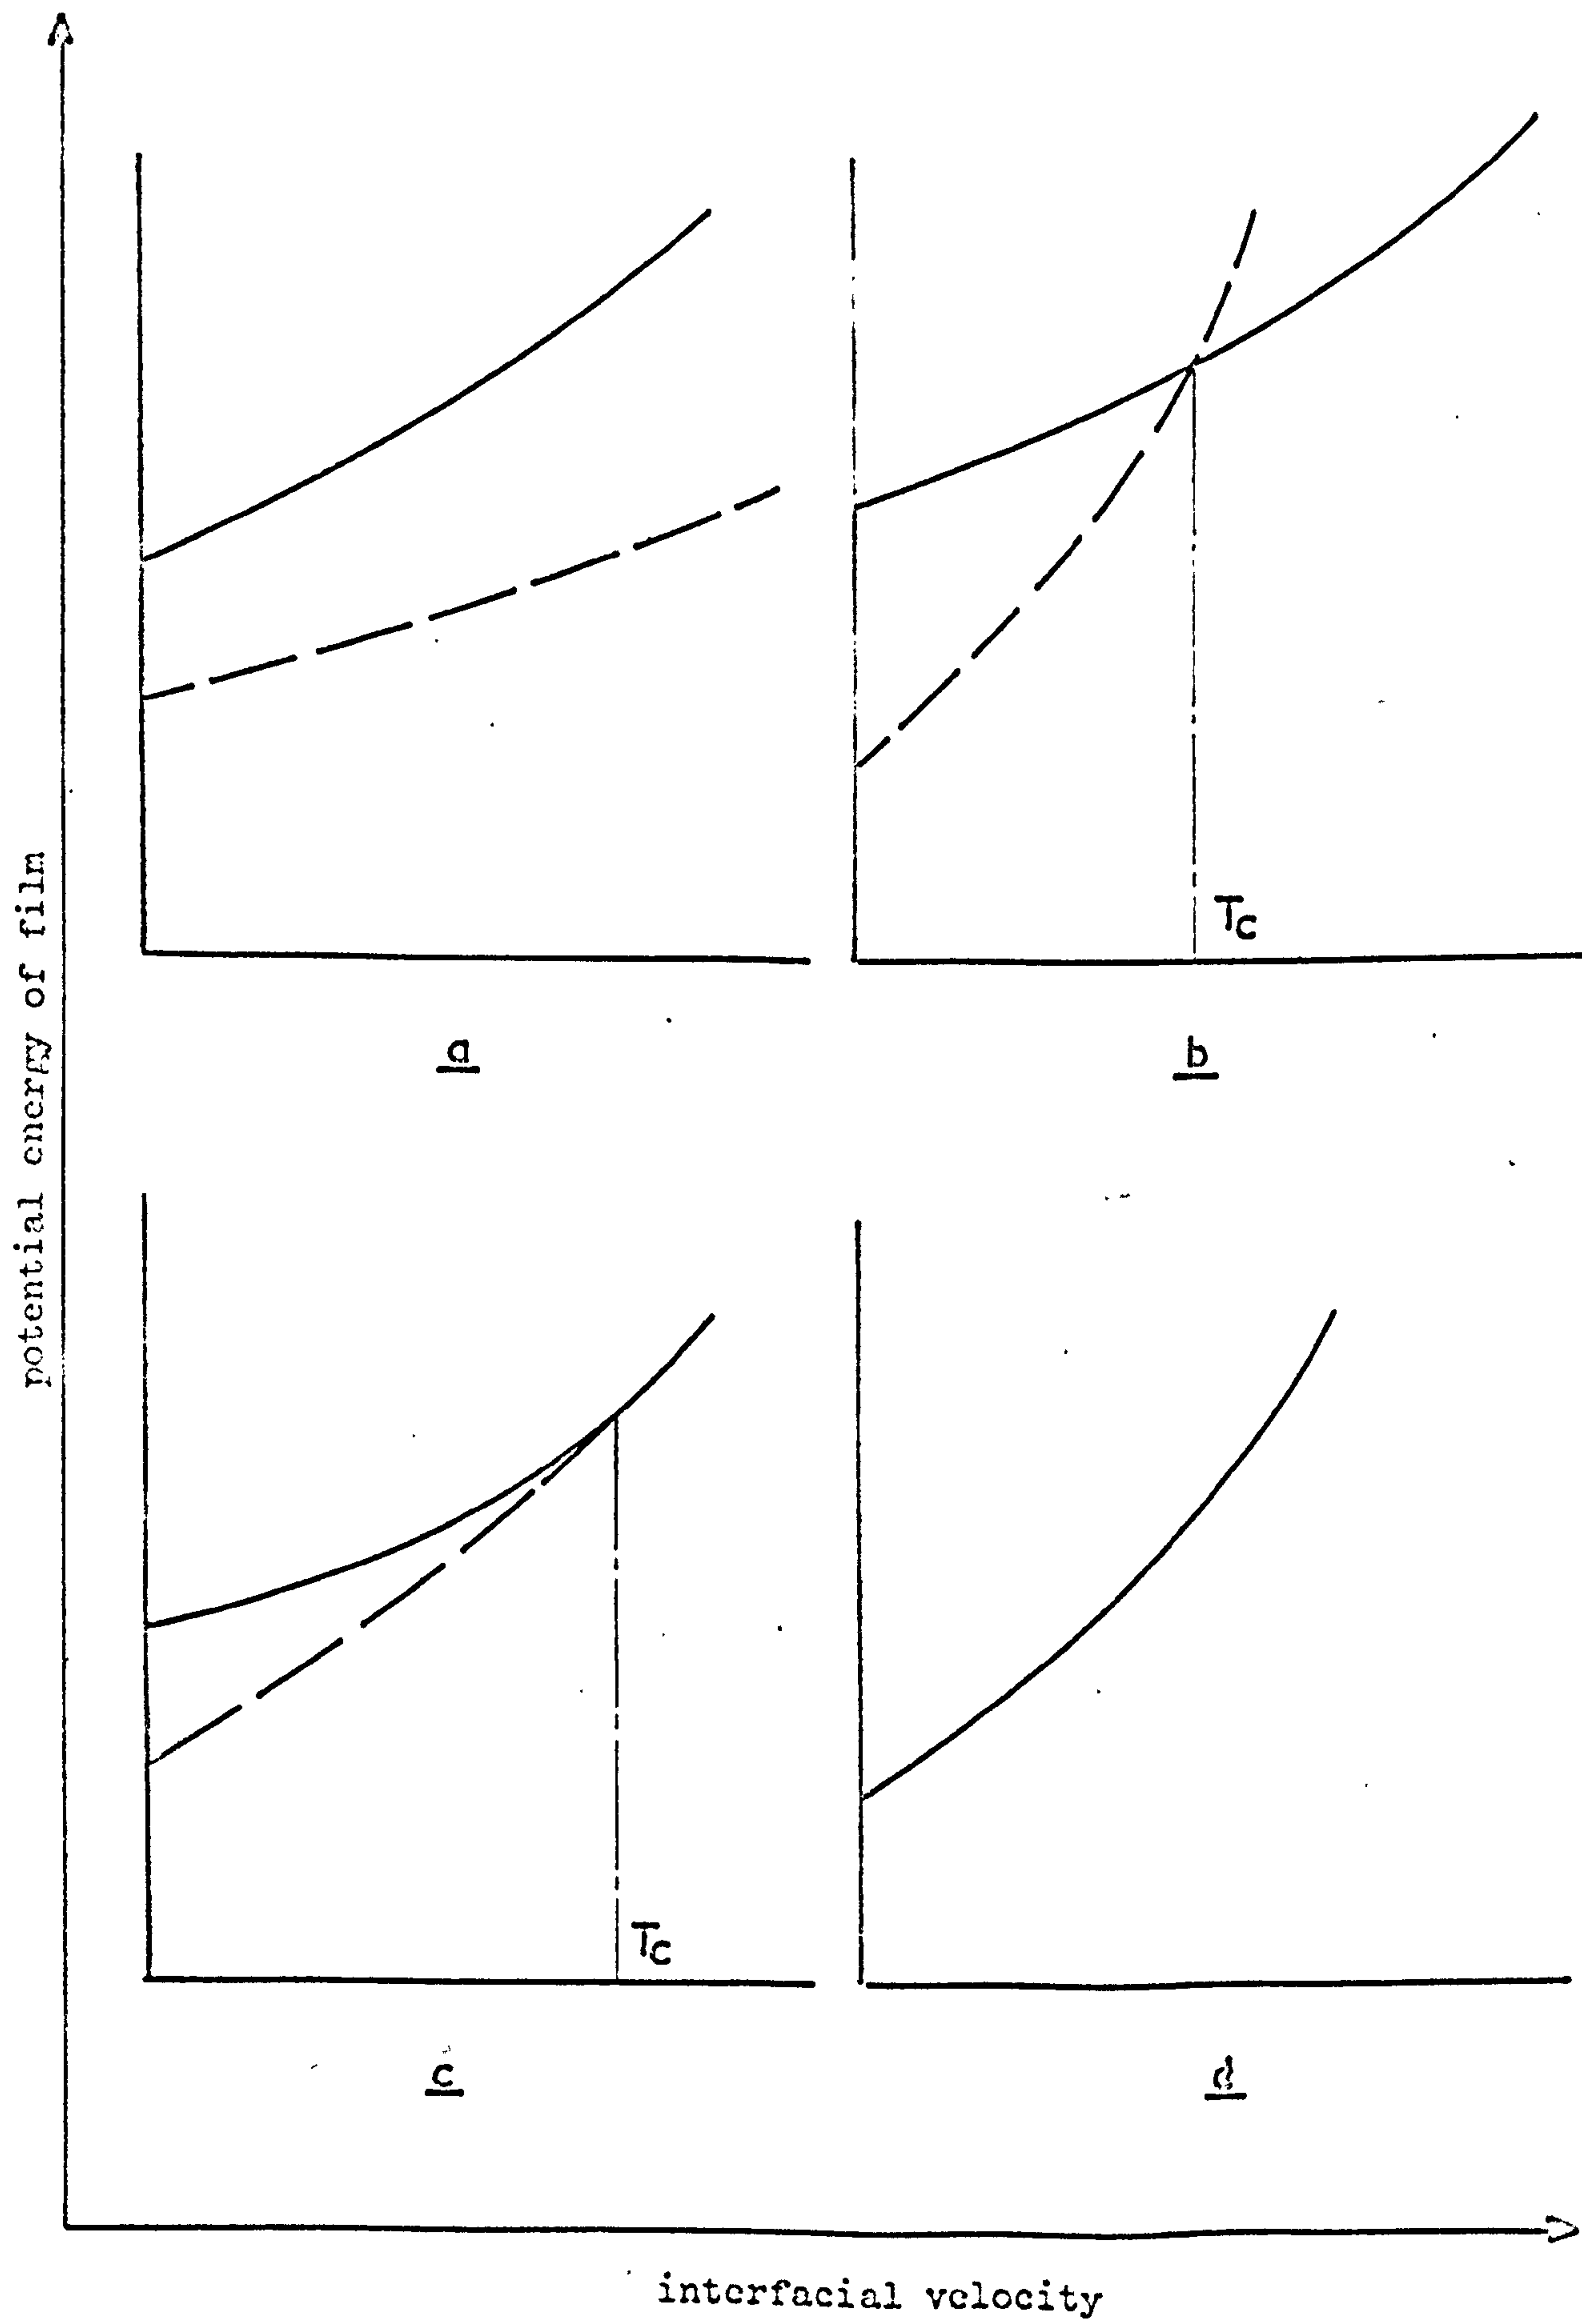 potential energy of film
Tc
a
b
Tc
c
d
interfacial velocity